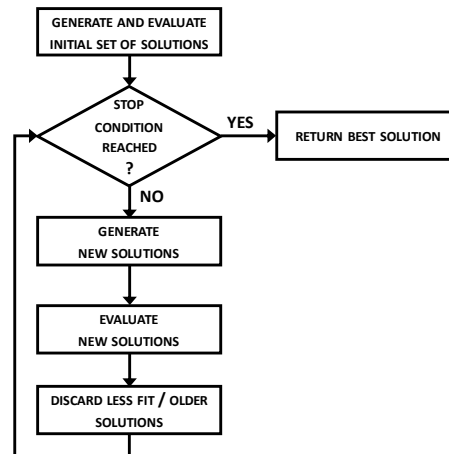 GENERATE AND EVALUATE
INITIAL SET OF SOLUTIONS
STOP
CONDITION
REACHED
?
YES
RETURN BEST SOLUTION
NO
GENERATE
NEW SOLUTIONS
EVALUATE
NEW SOLUTIONS
DISCARD LESS FIT / OLDER
SOLUTIONS